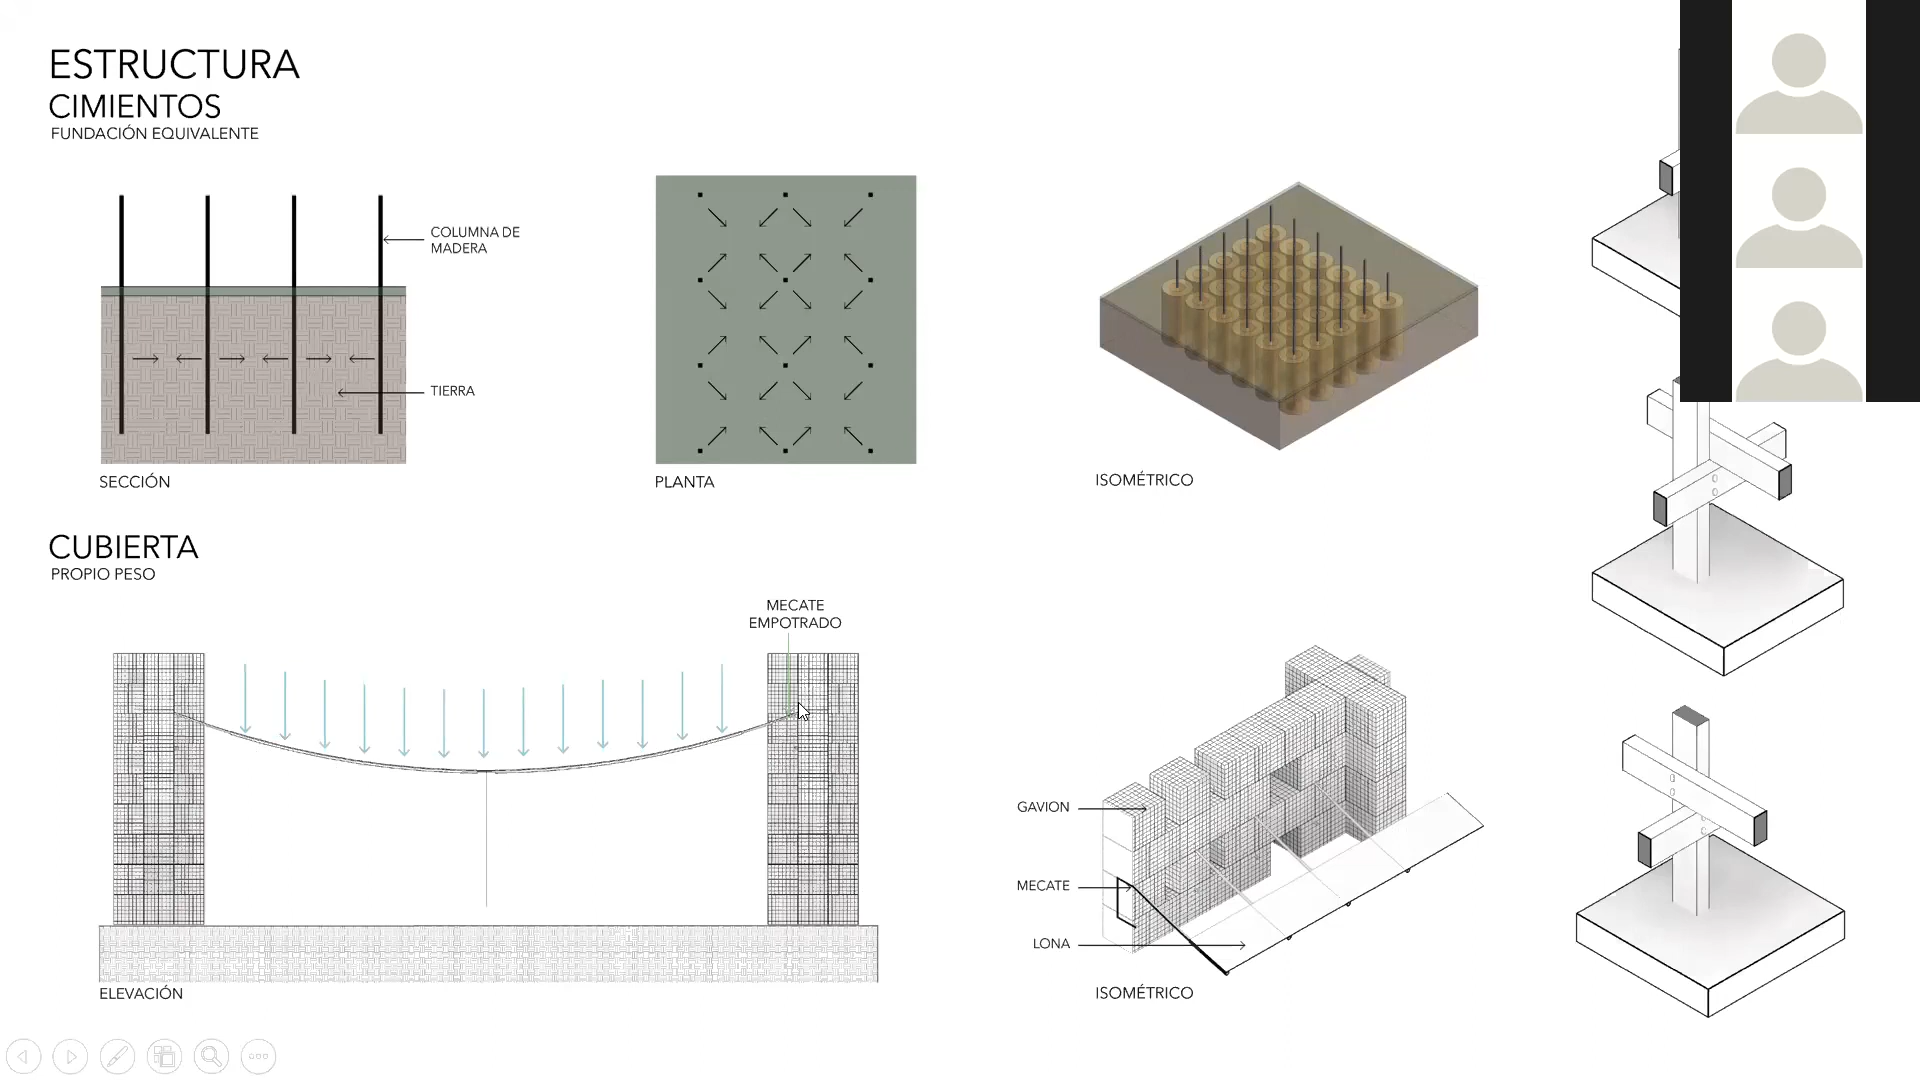 ESTRUCTURA
CIMIENTOS
FUNDACIÓN EQUIVALENTE
COLUMNA DE
MADERA
TIERRA
SECCIÓN
PLANTA
ISOMÉTRICO
CUBIERTA
PROPIO PESO
MECATE
EMPOTRADO
ELEVACIÓN
GAVION
MECATE
LONA
ISOMÉTRICO